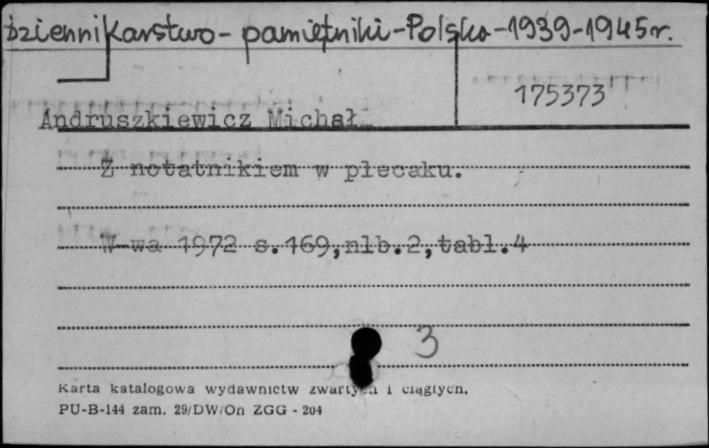 Dziennikarstwo - pamiętniki - Polska - 1939-1945 r.
175373
Andruszkiewicz Michał
Z notatnikiem w plecaku.
W-wa 1972 s.169,nlb.2,tabl.4
3
Karta katalogowa wydawnictw zwartych i ciągłych.
PU-B-144 zam. 29/DW/On ZGG - 204